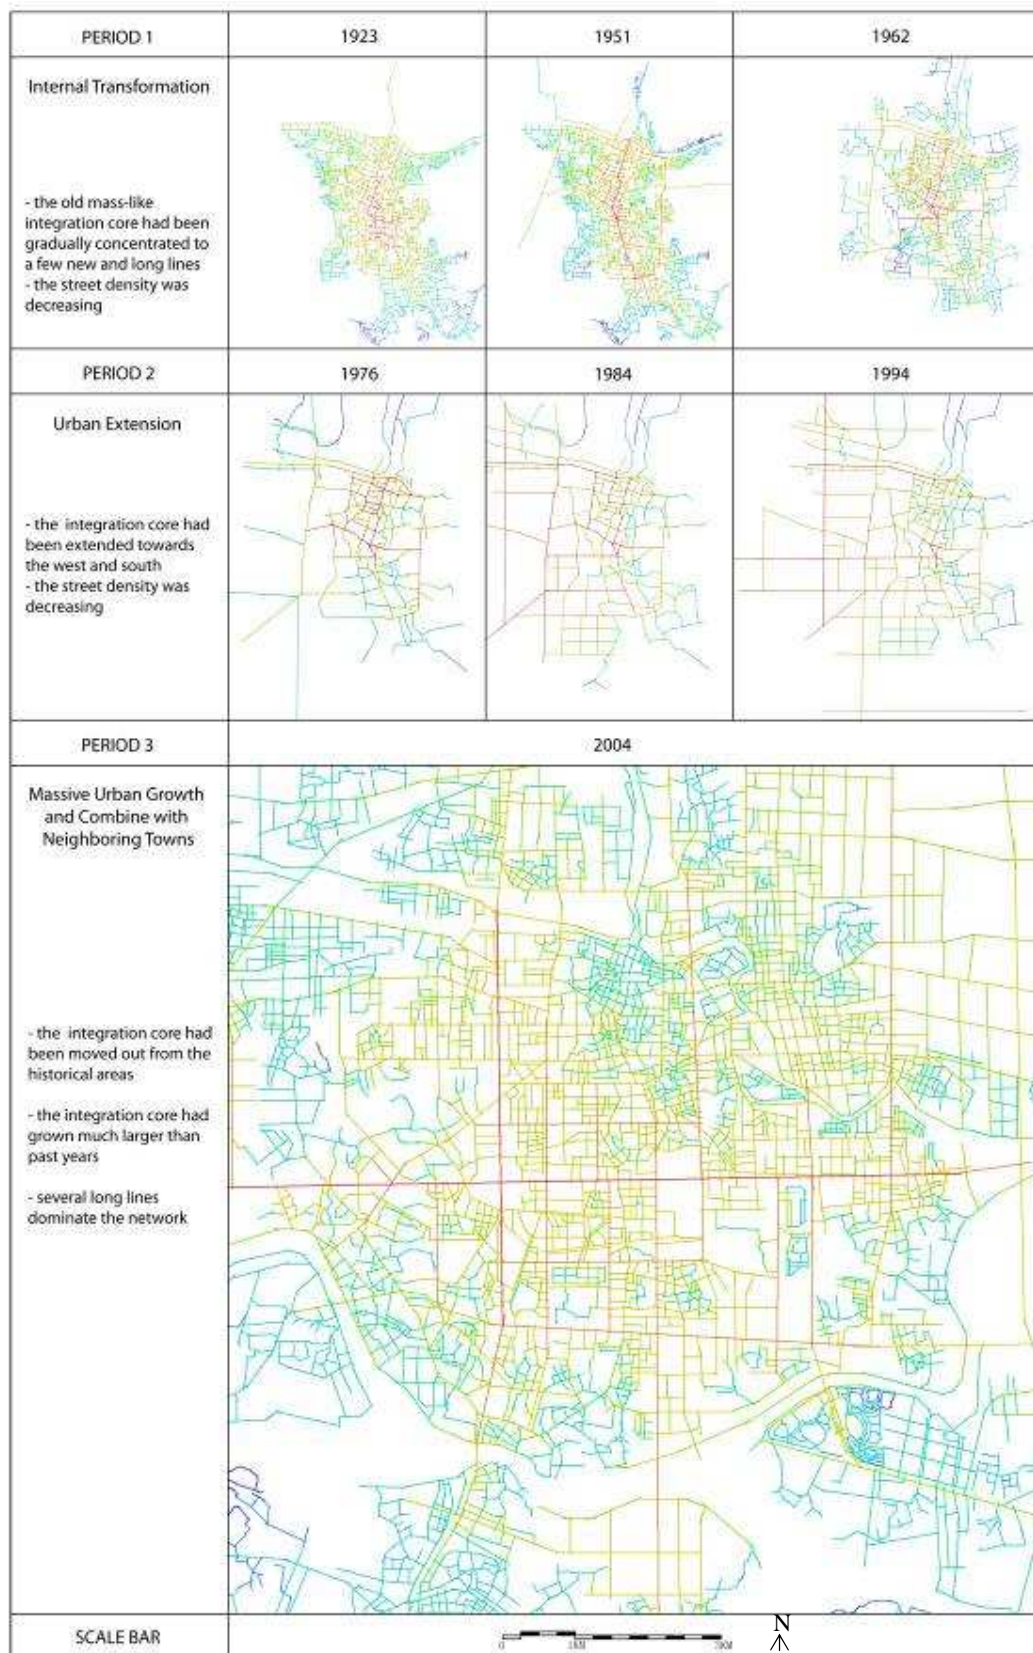 PERIOD 1
1923
1951
1962
Internal Transformation
- the old mass-like
integration core had been
gradually concentrated to
a few new and long lines
- the street density was
decreasing
PERIOD 2
1976
1984
1994
Urban Extension
- the integration core had
been extended towards
the west and south
- the street density was
decreasing
PERIOD 3
2004
Massive Urban Growth
and Combine with
Neighboring Towns
- the integration core had
been moved out from the
historical areas
- the integration core had
grown much larger than
past years
- several long lines
dominate the network
SCALE BAR
0
N